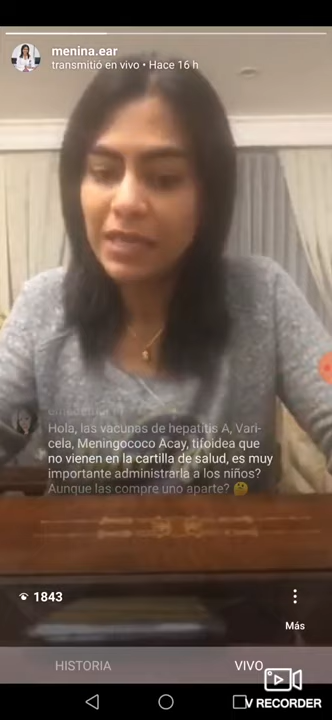 menina.ear
transmitió en vivo • Hace 16 h
Hola, las vacunas de hepatitis A, Vari-
cela, Meningococo Acay, tifoidea que
no vienen en la cartilla de salud, es muy
importante administrarla a los niños?
Aunque las compre uno aparte? 🤔
1843
Más
HISTORIA
VIVO
V RECORDER